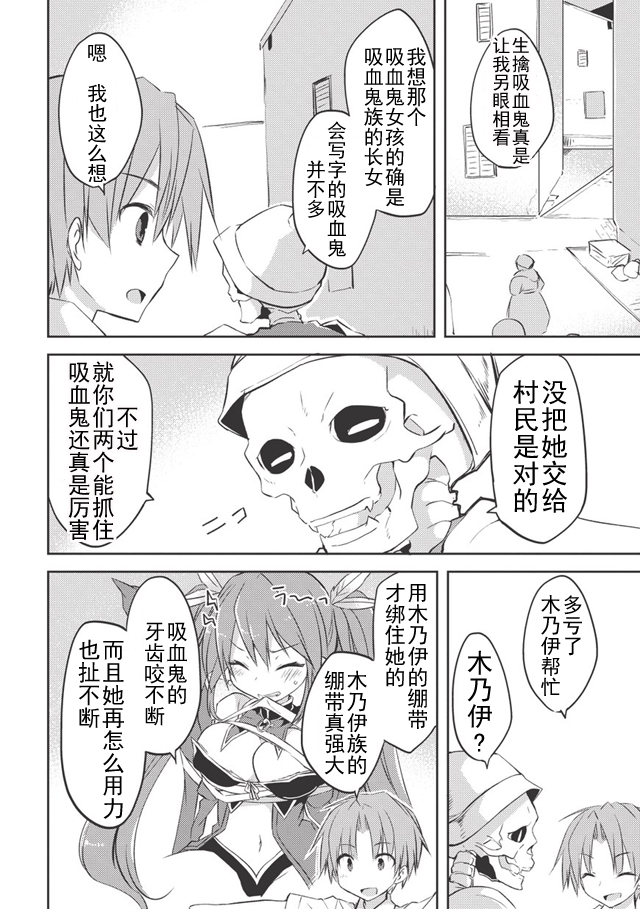 生擒吸血鬼真是
让我另眼相看
我想那个
吸血鬼女孩的确是
吸血鬼族的长女
会写字的吸血鬼
并不多
嗯
我也这么想
没把她交给
村民是对的
不过
就你们两个能抓住
吸血鬼还真是厉害
多亏了
木乃伊帮忙
木乃伊?
用木乃伊的绷带
才绑住她的
木乃伊族的
绷带真强大
吸血鬼的
牙齿咬不断
而且她再怎么用力
也扯不断
う〜〜